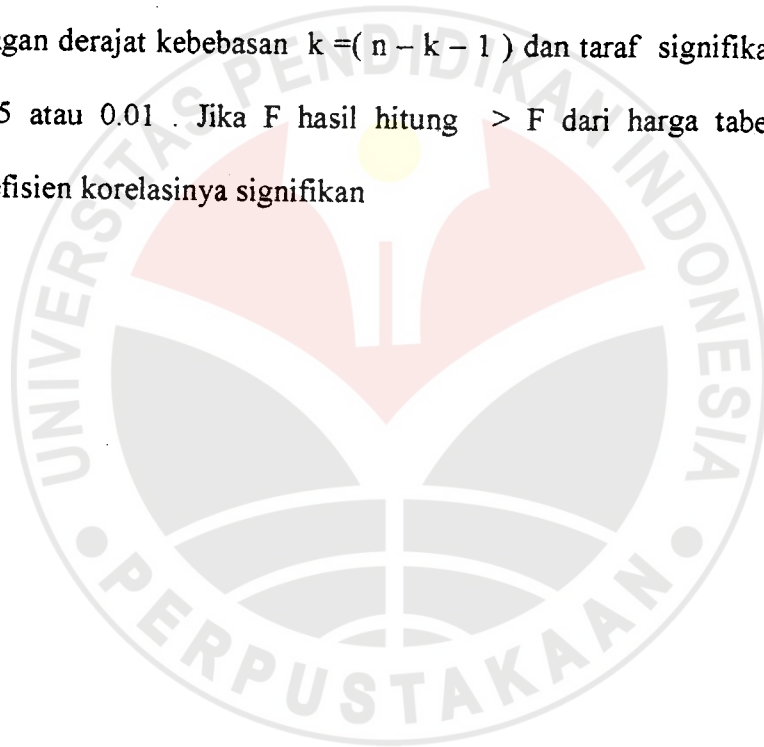 gan derajat kebebasan k =( n – k – 1 ) dan taraf signifika
5 atau 0.01 . Jika F hasil hitung > F dari harga tabe
fisien korelasinya signifikan
UNIVERSITAS PENDIDIKAN INDONESIA
PERPUSTAKAAN